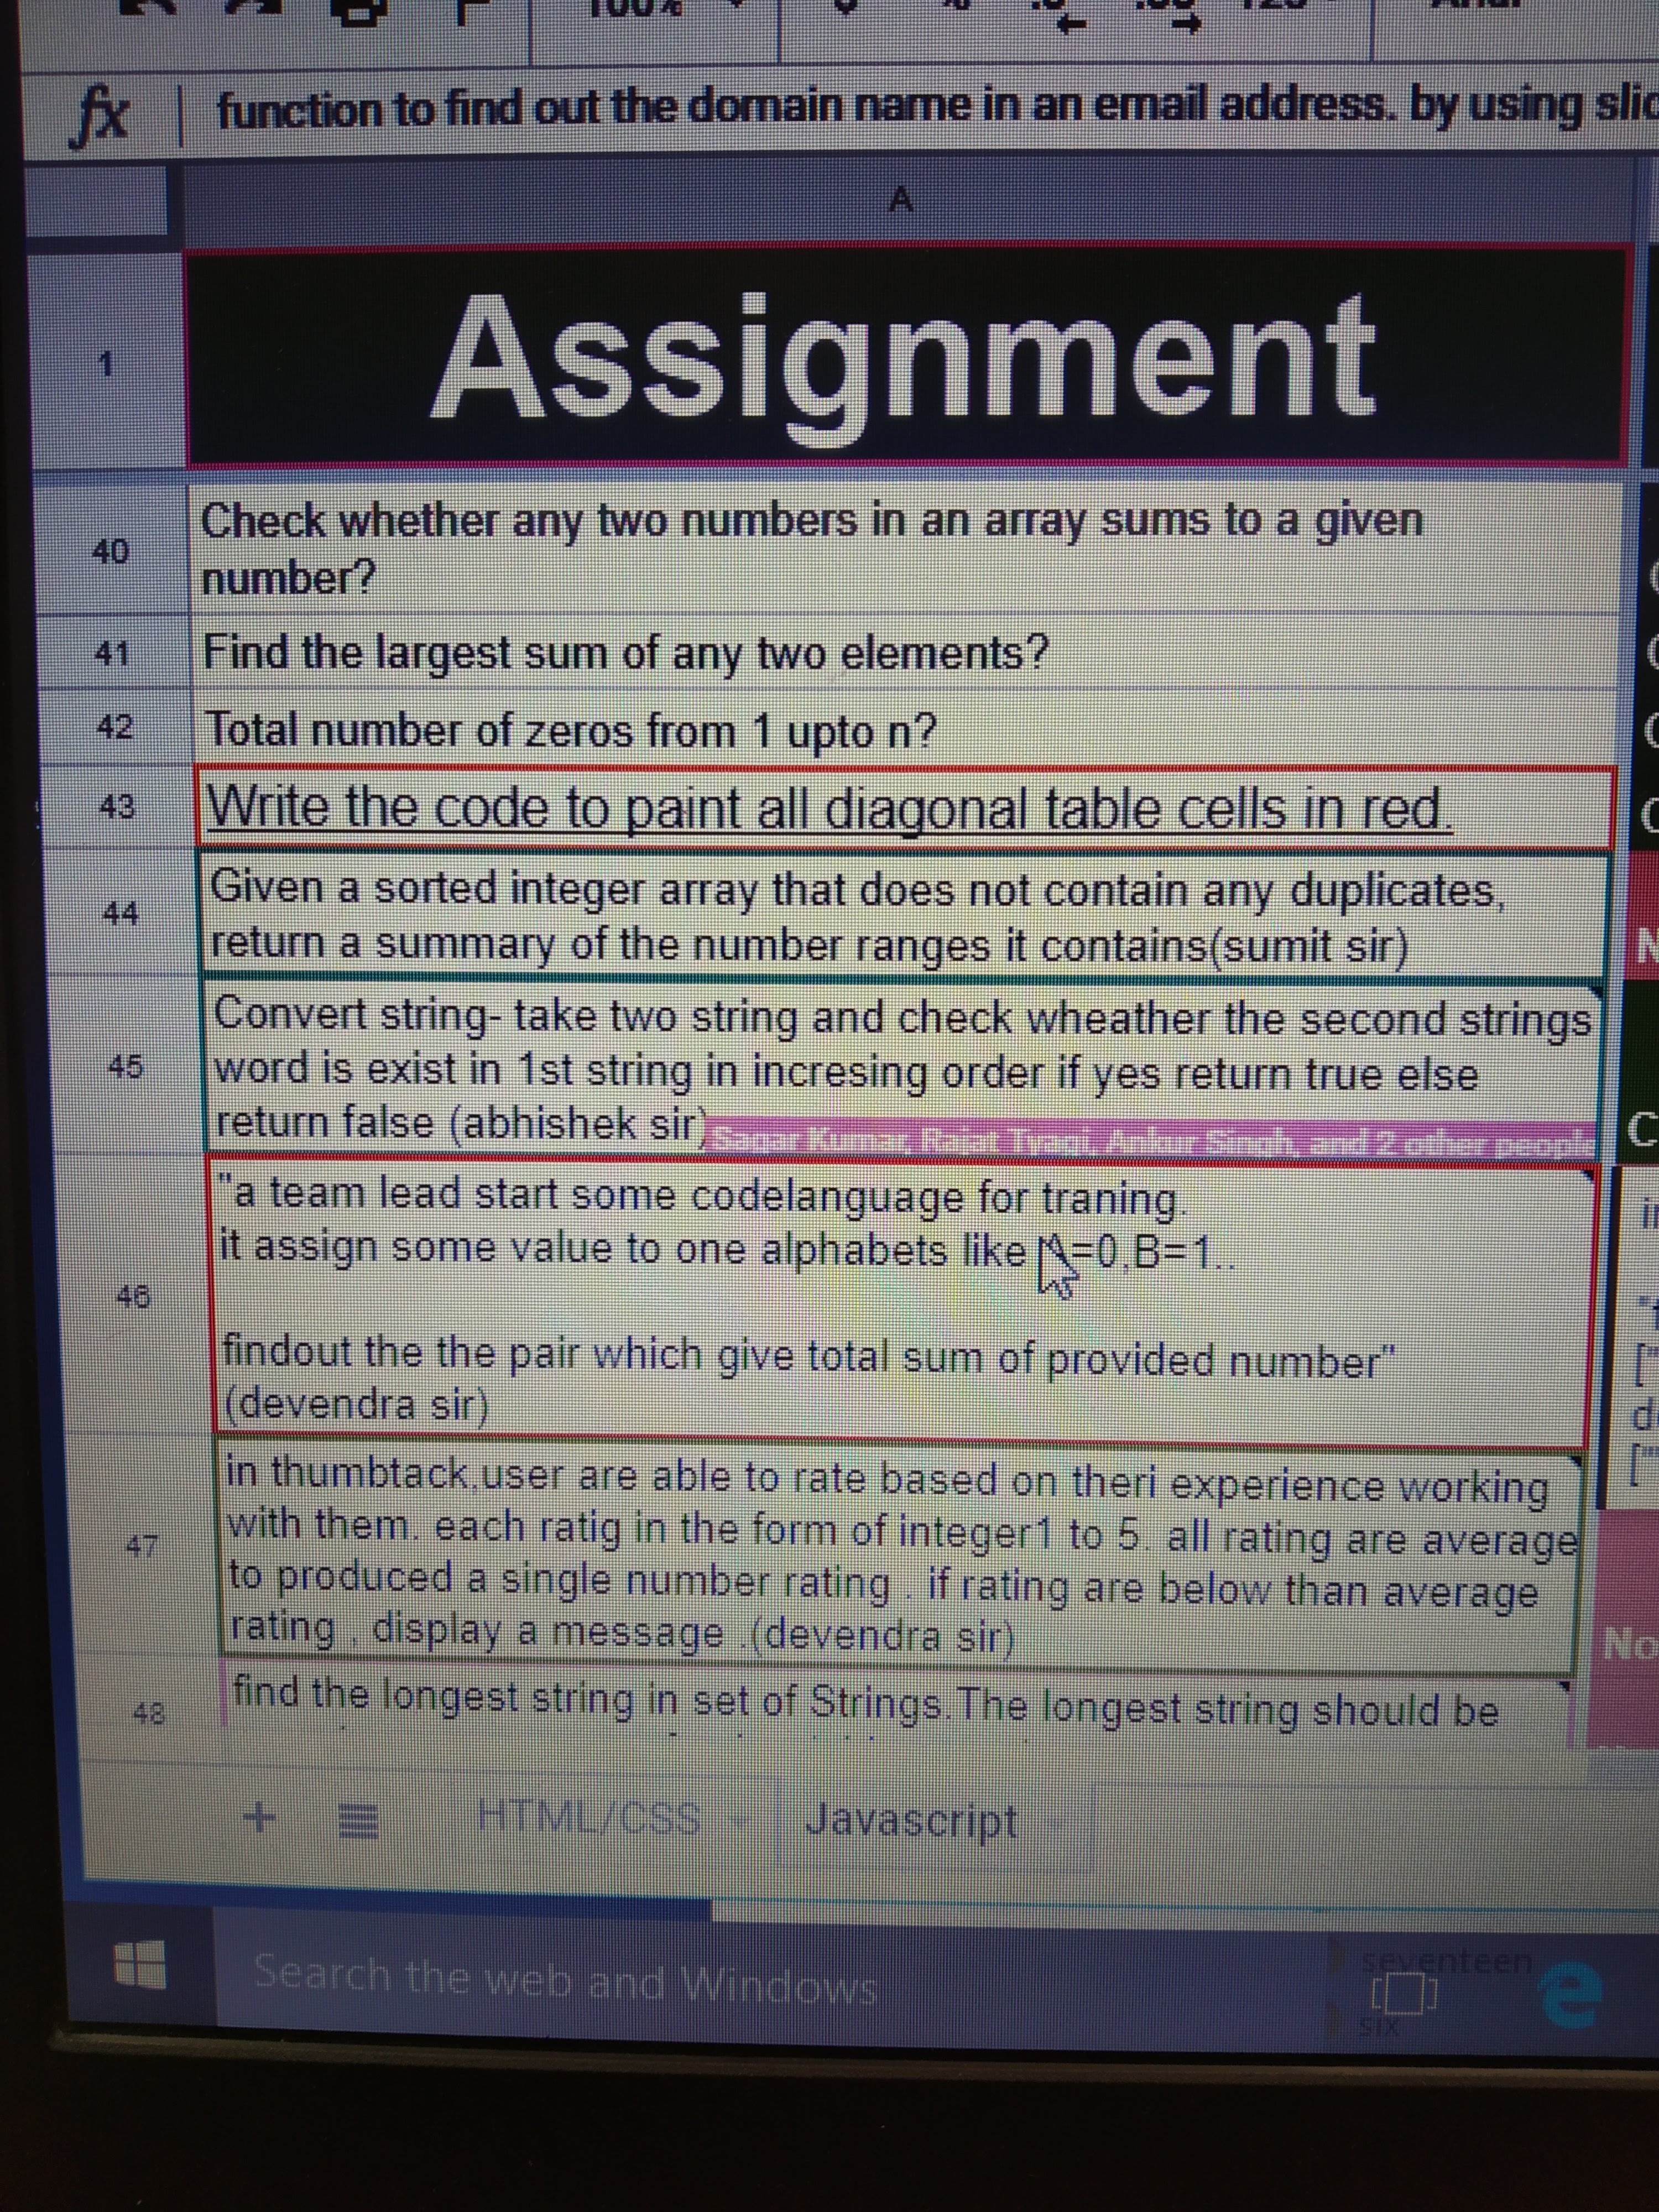 100%
fx function to find out the domain name in an email address. by using slic
A
1 Assignment
40 Check whether any two numbers in an array sums to a given
number?
41 Find the largest sum of any two elements?
42 Total number of zeros from 1 upto n?
43 Write the code to paint all diagonal table cells in red.
44 Given a sorted integer array that does not contain any duplicates,
return a summary of the number ranges it contains(sumit sir)
45 Convert string- take two string and check wheather the second strings
word is exist in 1st string in incresing order if yes return true else
return false (abhishek sir)
Sagar Kumar, Rajat Tyagi, Ankur Singh, and 2 other people
46 "a team lead start some codelanguage for traning.
it assign some value to one alphabets like A=0,B=1..
findout the the pair which give total sum of provided number"
(devendra sir)
47 in thumbtack,user are able to rate based on theri experience working
with them. each ratig in the form of integer1 to 5. all rating are average
to produced a single number rating . if rating are below than average
rating , display a message .(devendra sir)
No
48 find the longest string in set of Strings.The longest string should be
+ HTML/CSS Javascript
Search the web and Windows
seventeen
six